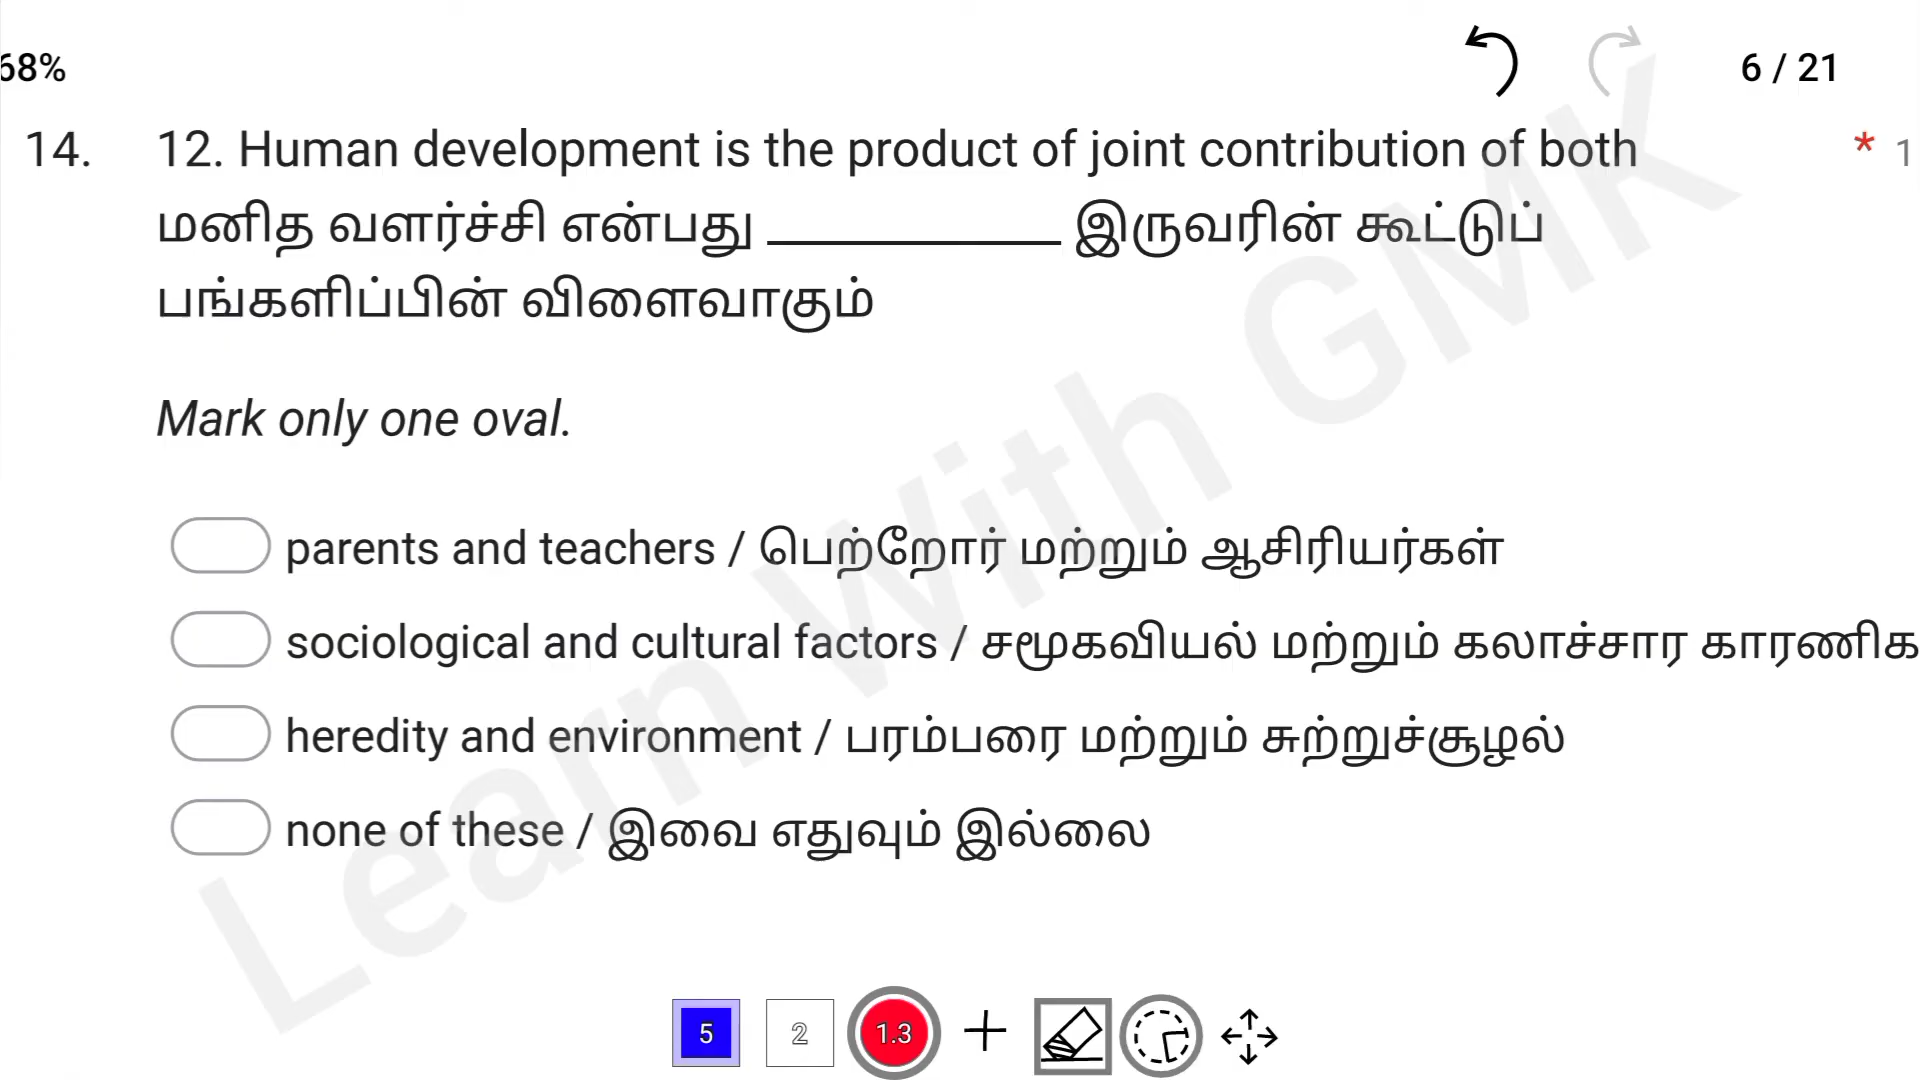 68%
6 / 21
14. 12. Human development is the product of joint contribution of both * 1
மனித வளர்ச்சி என்பது ____________ இருவரின் கூட்டுப்
பங்களிப்பின் விளைவாகும்
Mark only one oval.
parents and teachers / பெற்றோர் மற்றும் ஆசிரியர்கள்
sociological and cultural factors / சமூகவியல் மற்றும் கலாச்சார காரணிக
heredity and environment / பரம்பரை மற்றும் சுற்றுச்சூழல்
none of these / இவை எதுவும் இல்லை
Learn With GMK
5 2 1.3